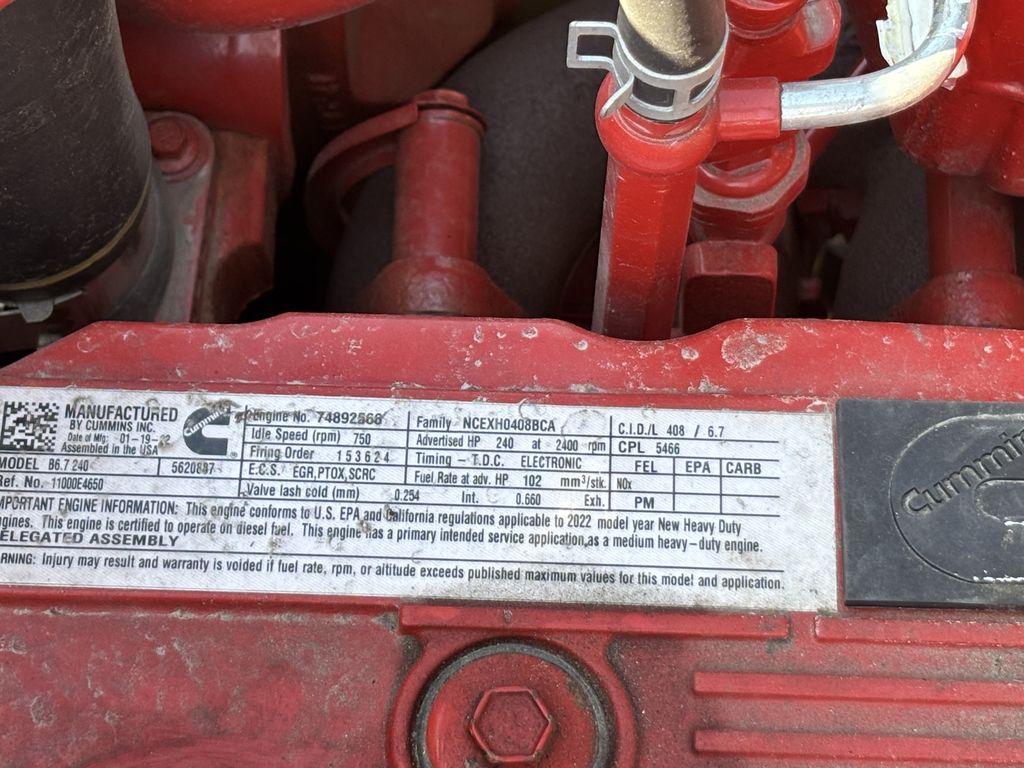 MANUFACTURED
BY CUMMINS INC.
Date of Mfg: 01-19-22
Assembled in the USA
Cummins
MODEL B6.7 240
Ref. No. 11000E4650
Engine No. 74892566
Idle Speed (rpm) 750
Firing Order 153624
E.C.S. EGR,PTOX,SCRC
Valve lash cold (mm) 0.254 Int. 0.660 Exh.
Family NCEXH0408BCA
Advertised HP 240 at 2400 rpm
Timing - T.D.C. ELECTRONIC
Fuel Rate at adv. HP 102 mm³/stk.
C.I.D./L 408 / 6.7
CPL 5466
FEL EPA CARB
NOx
PM
IMPORTANT ENGINE INFORMATION: This engine conforms to U.S. EPA and California regulations applicable to 2022 model year New Heavy Duty
engines. This engine is certified to operate on diesel fuel. This engine has a primary intended service application as a medium heavy-duty engine.
DELEGATED ASSEMBLY
WARNING: Injury may result and warranty is voided if fuel rate, rpm, or altitude exceeds published maximum values for this model and application.
Cummins